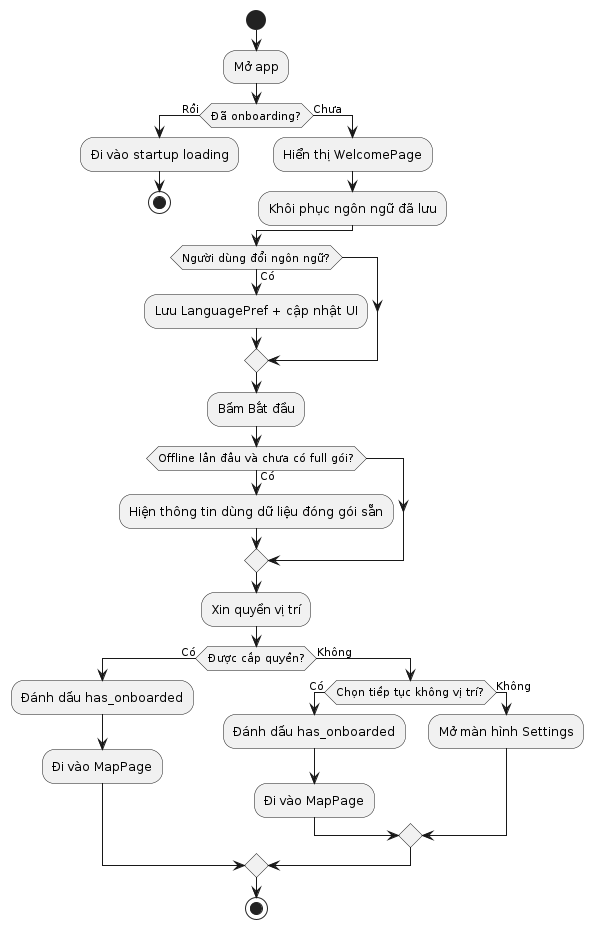 Mở app
Rồi
Đã onboarding?
Chưa
Đi vào startup loading
Hiển thị WelcomePage
Khôi phục ngôn ngữ đã lưu
Người dùng đổi ngôn ngữ?
Có
Lưu LanguagePref + cập nhật UI
Bấm Bắt đầu
Offline lần đầu và chưa có full gói?
Có
Hiện thông tin dùng dữ liệu đóng gói sẵn
Xin quyền vị trí
Có
Được cấp quyền?
Không
Đánh dấu has_onboarded
Có
Chọn tiếp tục không vị trí?
Không
Đi vào MapPage
Đánh dấu has_onboarded
Mở màn hình Settings
Đi vào MapPage